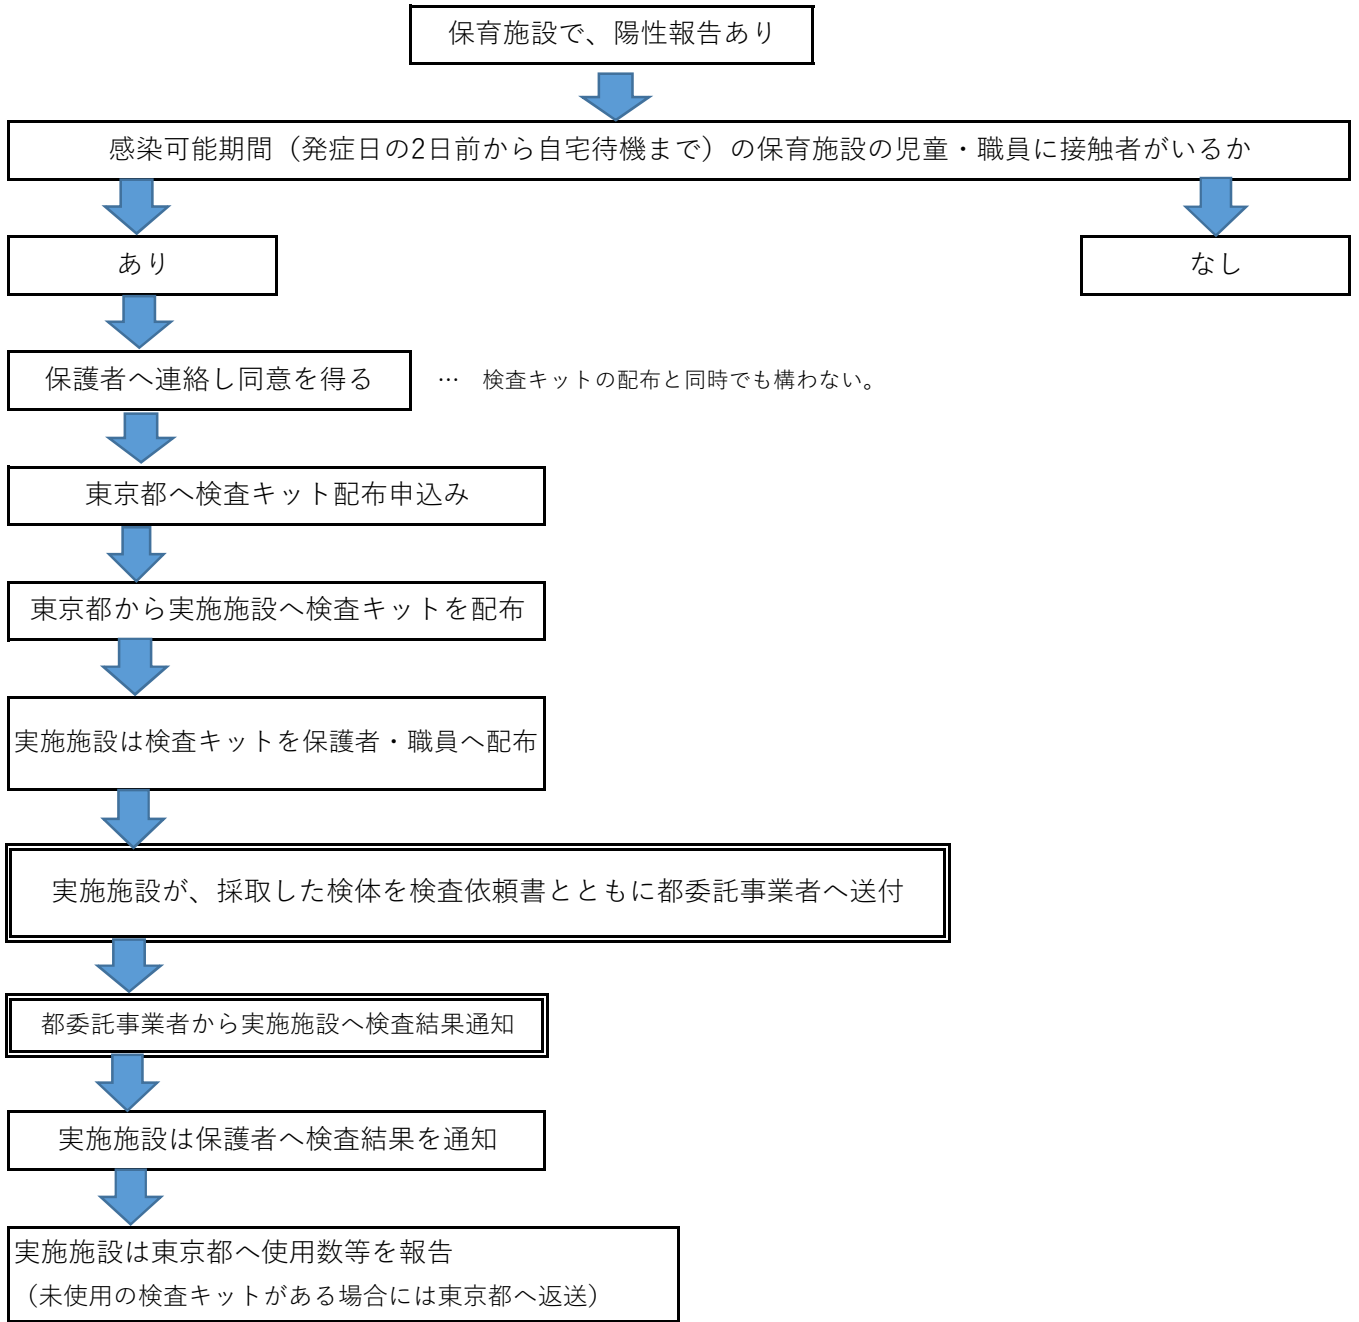 保育施設で、陽性報告あり
感染可能期間（発症日の2日前から自宅待機まで）の保育施設の児童・職員に接触者がいるか
あり
なし
保護者へ連絡し同意を得る
…　検査キットの配布と同時でも構わない。
東京都へ検査キット配布申込み
東京都から実施施設へ検査キットを配布
実施施設は検査キットを保護者・職員へ配布
実施施設が、採取した検体を検査依頼書とともに都委託事業者へ送付
都委託事業者から実施施設へ検査結果通知
実施施設は保護者へ検査結果を通知
実施施設は東京都へ使用数等を報告
（未使用の検査キットがある場合には東京都へ返送）